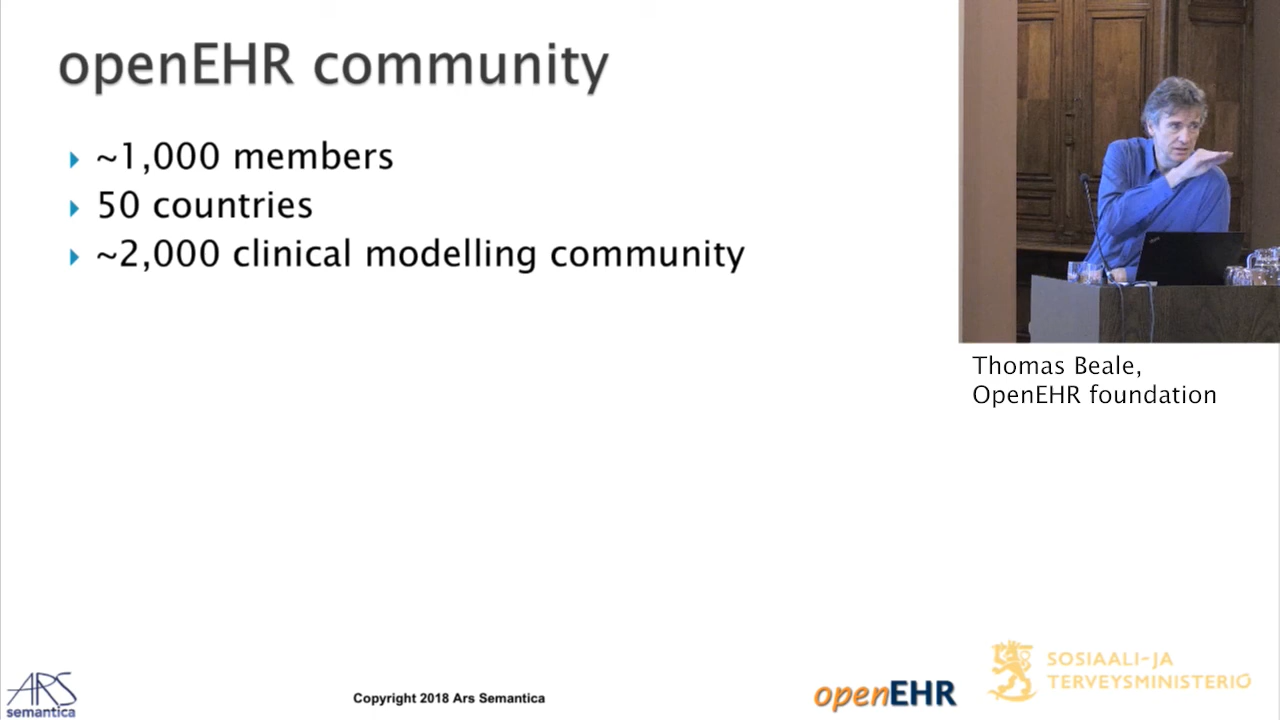 openEHR community
~1,000 members
50 countries
~2,000 clinical modelling community
Thomas Beale,
OpenEHR foundation
ARS
semantica
Copyright 2018 Ars Semantica
openEHR
SOSIAALI-JA
TERVEYSMINISTERIÖ